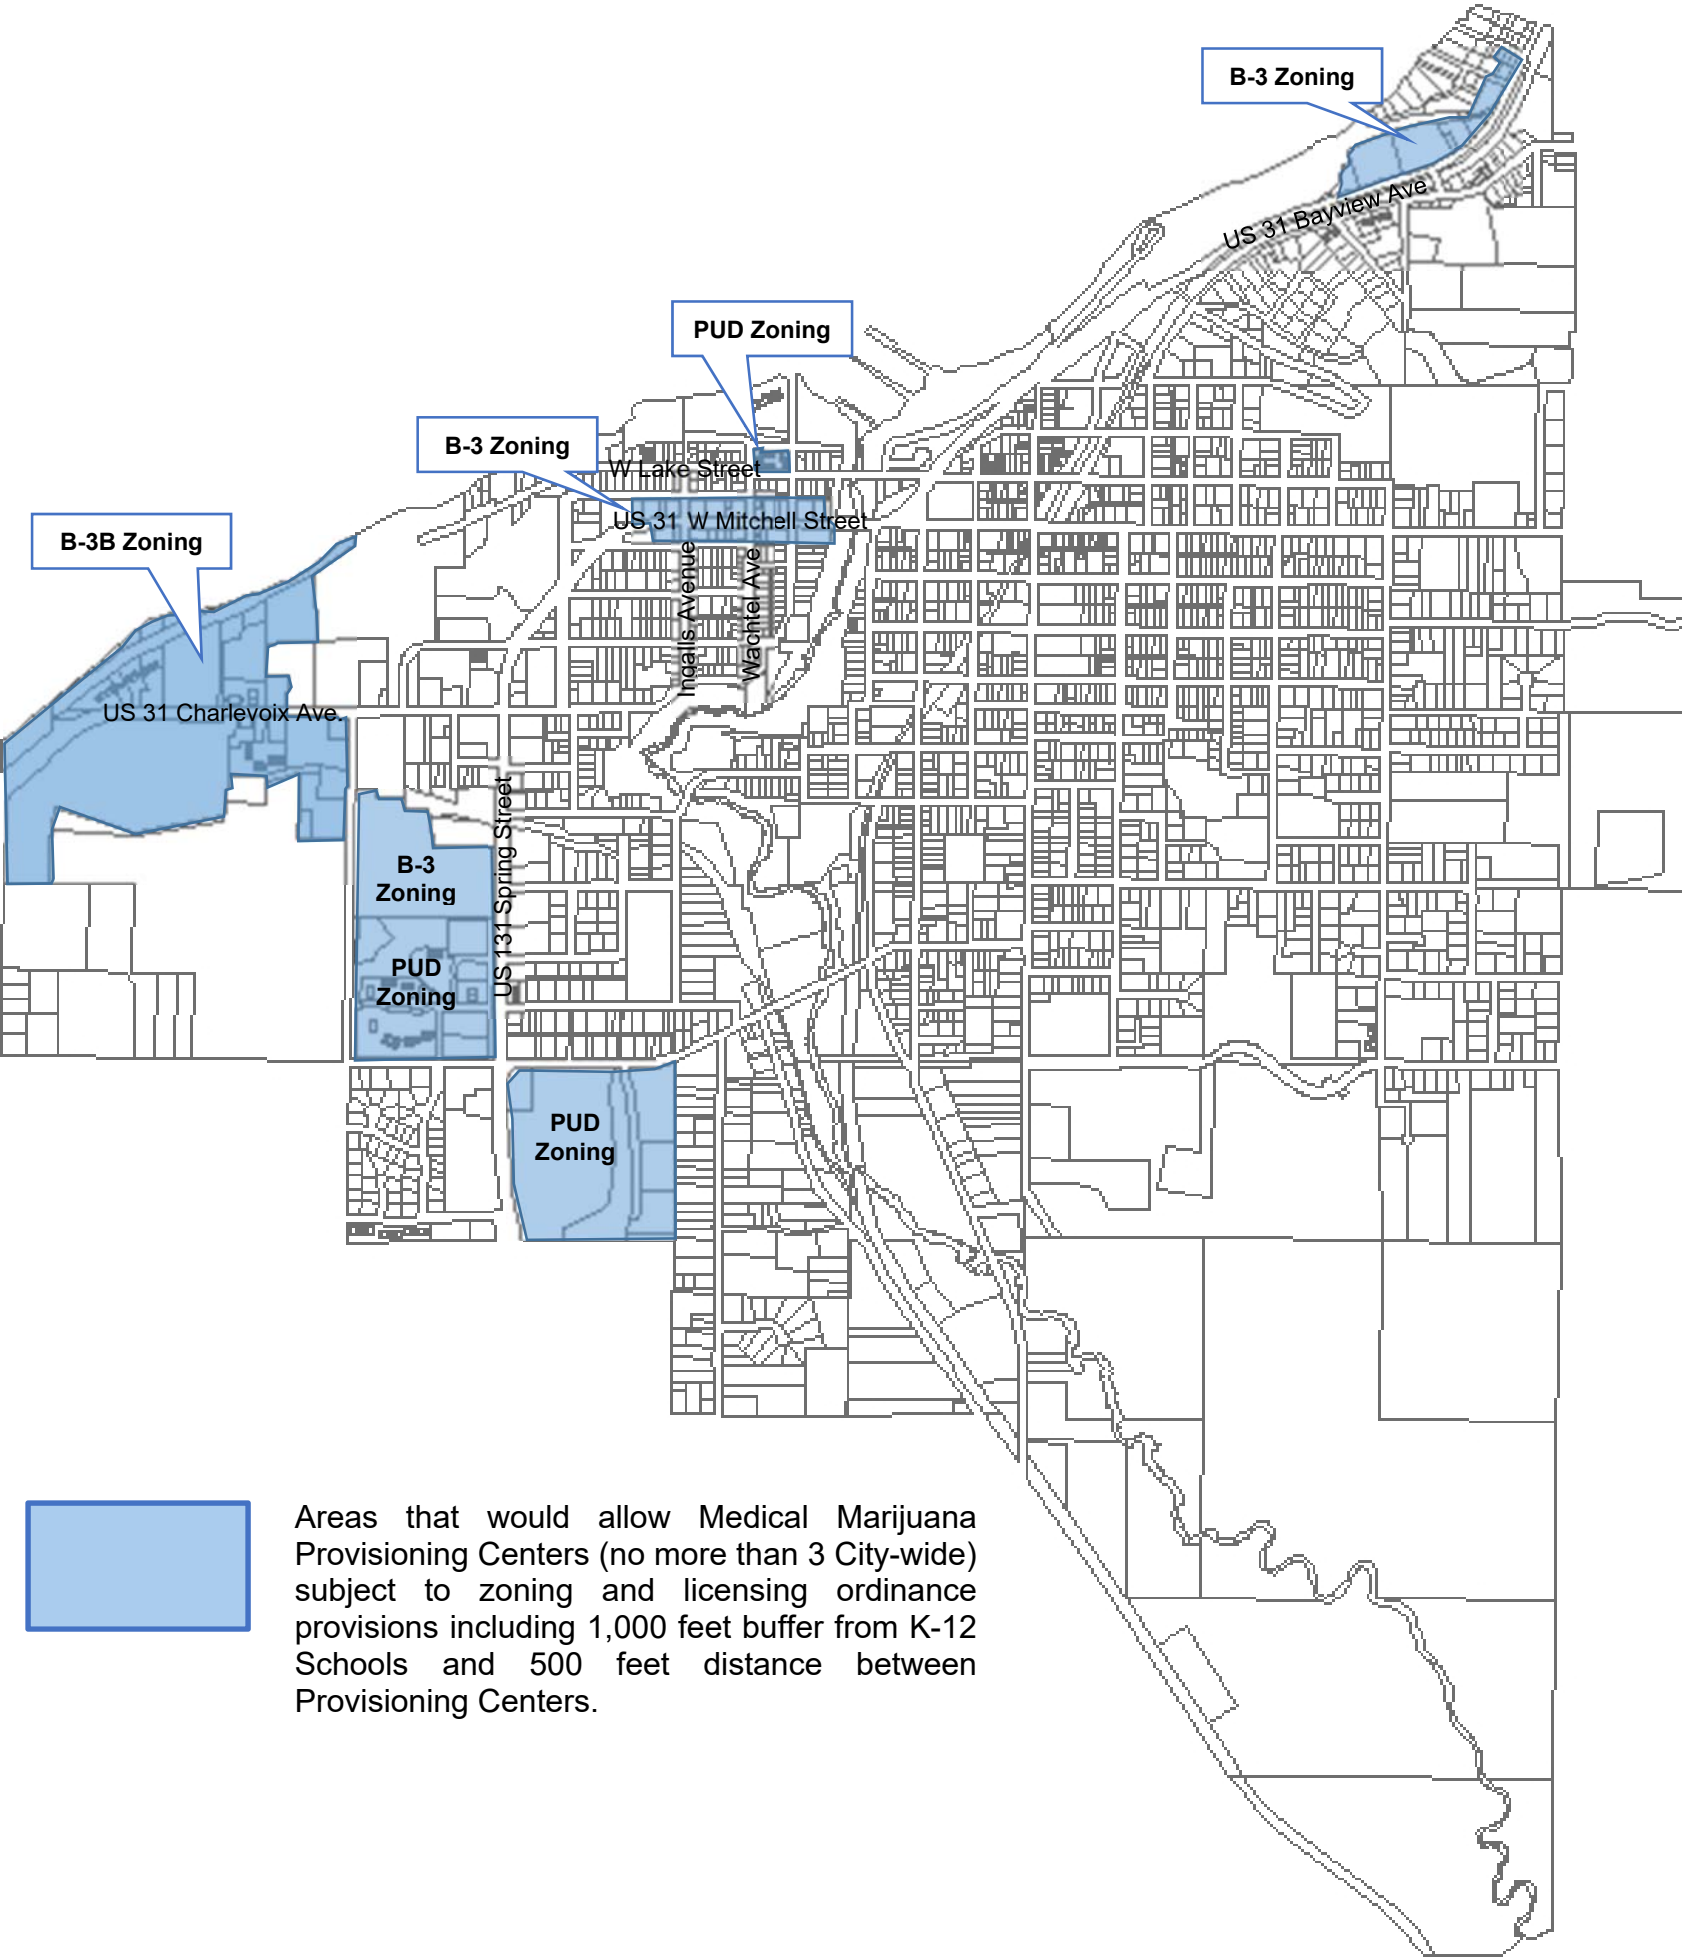 B-3 Zoning
US 31 Bayview Ave
PUD Zoning
B-3 Zoning
W Lake Street
US 31 W Mitchell Street
B-3B Zoning
Ingalls Avenue
Wachtel Ave
US 31 Charlevoix Ave.
US 131 Spring Street
B-3
Zoning
PUD
Zoning
PUD
Zoning
Areas that would allow Medical Marijuana
Provisioning Centers (no more than 3 City-wide)
subject to zoning and licensing ordinance
provisions including 1,000 feet buffer from K-12
Schools and 500 feet distance between
Provisioning Centers.